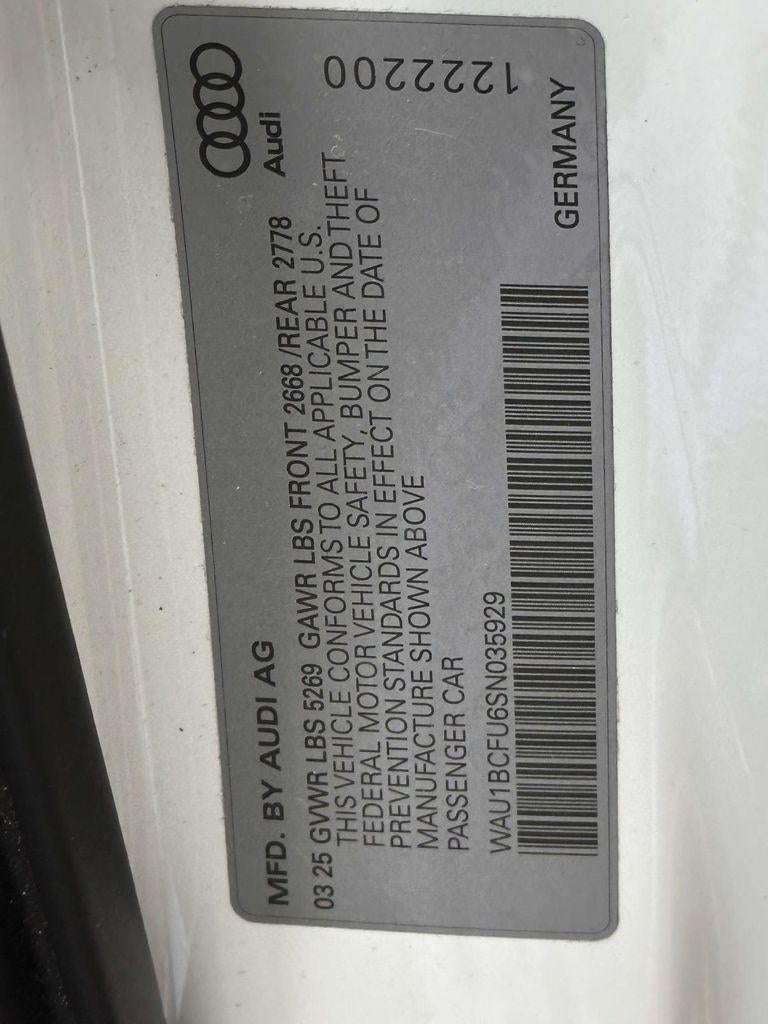 MFD. BY AUDI AG
Audi
03 25 GVWR LBS 5269 GAWR LBS FRONT 2668 /REAR 2778
THIS VEHICLE CONFORMS TO ALL APPLICABLE U.S.
FEDERAL MOTOR VEHICLE SAFETY, BUMPER AND THEFT
PREVENTION STANDARDS IN EFFECT ON THE DATE OF
MANUFACTURE SHOWN ABOVE
PASSENGER CAR
WAU1BCFU6SN035929
GERMANY
1222200